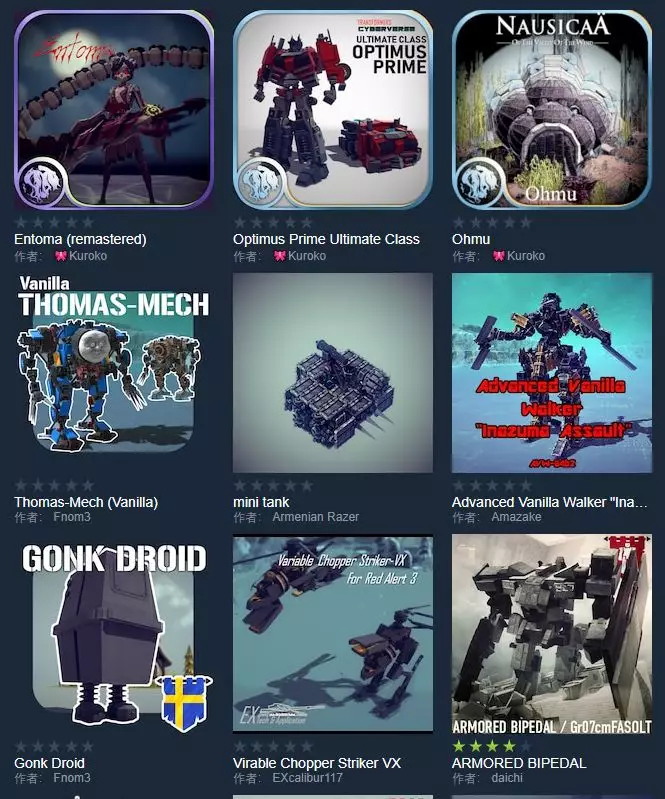 Entoma
TRANSFORMERS
CYBERVERSE
ULTIMATE CLASS
OPTIMUS
PRIME
NAUSICAÄ
OF THE VALLEY OF THE WIND
Ohmu
Entoma (remastered)
作者: Kuroko
Optimus Prime Ultimate Class
作者: Kuroko
Ohmu
作者: Kuroko
Vanilla
THOMAS-MECH
Advanced Vanilla
Walker
"Inazuma Assault"
Thomas-Mech (Vanilla)
作者: Fnom3
mini tank
作者: Armenian Razer
Advanced Vanilla Walker "Ina...
作者: Amazake
GONK DROID
Variable Chopper Striker-VX
for Red Alert 3
EX
Tech & Application
ARMORED BIPEDAL / Gr07cmFASOLT
Gonk Droid
作者: Fnom3
Virable Chopper Striker VX
作者: EXcalibur117
ARMORED BIPEDAL
作者: daichi